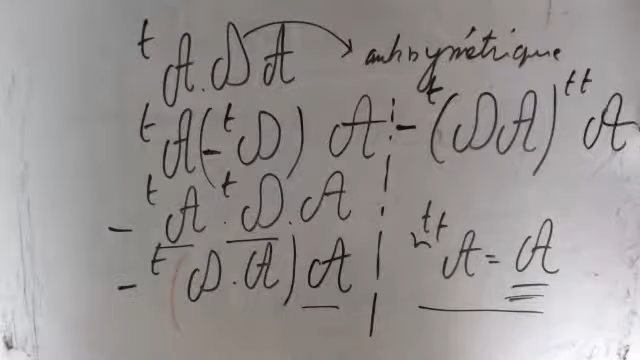 ᵗA.DA → antisymétrique
ᵗA(-ᵗD) A
-ᵗA.ᵗD.A
-ᵗ(D.A)A
-ᵗ(DA)ᵗᵗA
ᵗᵗA = A